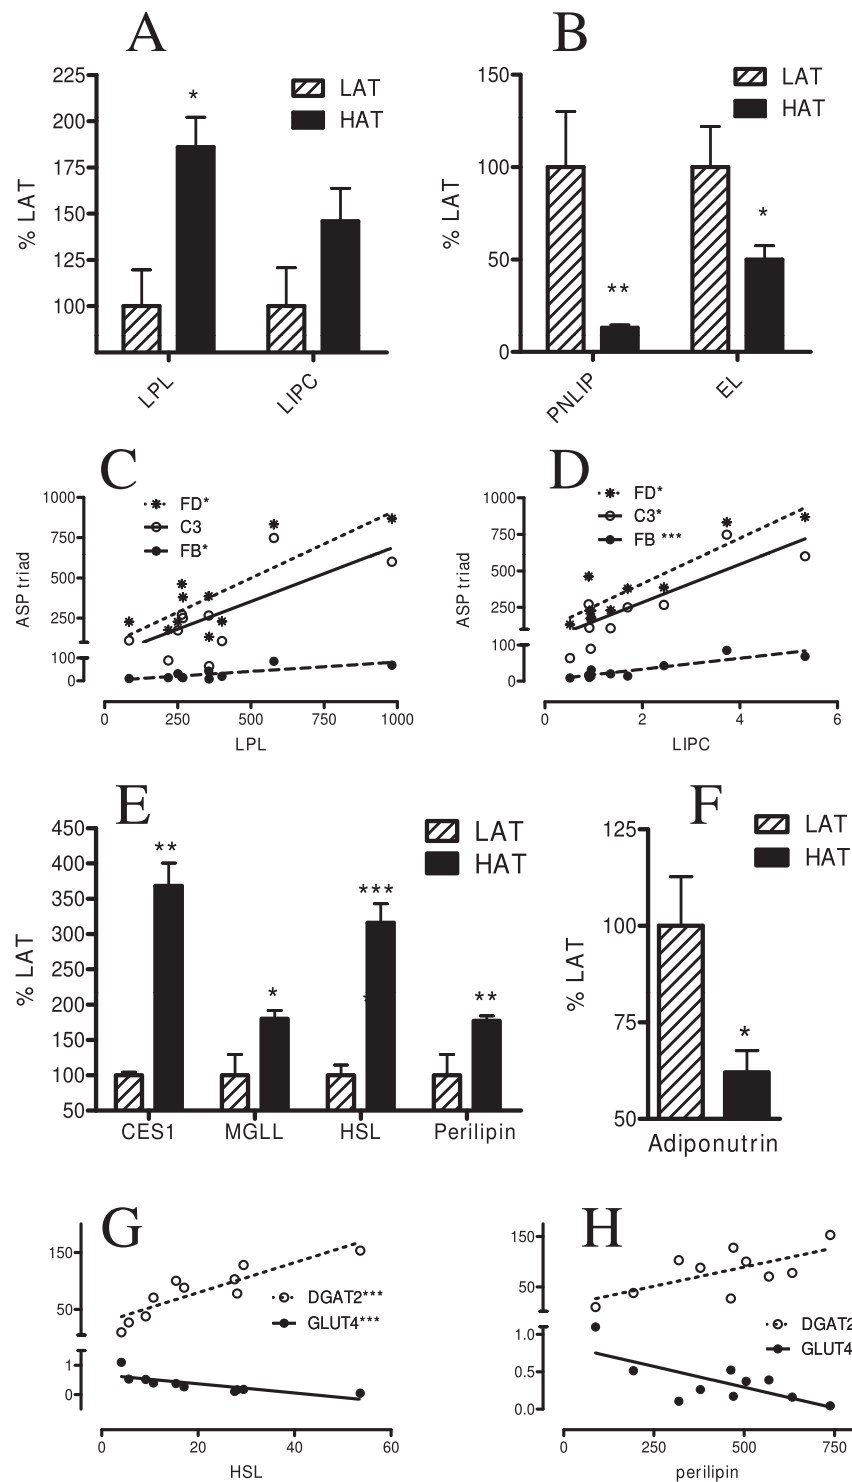 A
225
200
175
150
125
100
% LAT
*
LAT
HAT
LPL
LIPC
B
150
100
50
0
% LAT
**
*
LAT
HAT
PNLIP
EL
C
FD*
C3
FB*
1000
750
500
250
100
0
ASP triad
0 250 500 750 1000
LPL
D
FD*
C3*
FB ***
1000
750
500
250
100
0
ASP triad
0 2 4 6
LIPC
E
450
400
350
300
250
200
150
100
50
% LAT
**
*
***
**
LAT
HAT
CES1 MGLL HSL Perilipin
F
125
100
75
50
% LAT
*
LAT
HAT
Adiponutrin
G
150
50
1
0
DGAT2***
GLUT4***
0 20 40 60
HSL
H
150
50
1.0
0.5
0.0
DGAT2
GLUT4
0 250 500 750
perilipin